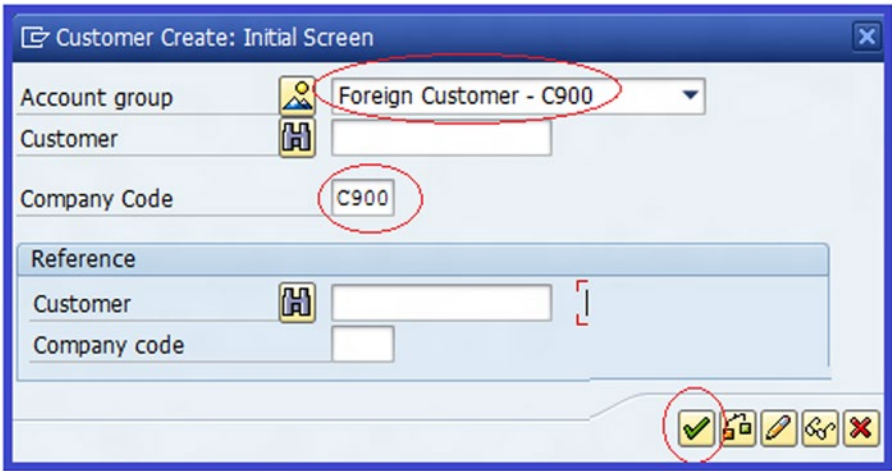 Customer Create: Initial Screen
Account group Foreign Customer - C900
Customer
Company Code C900
Reference
Customer
Company code